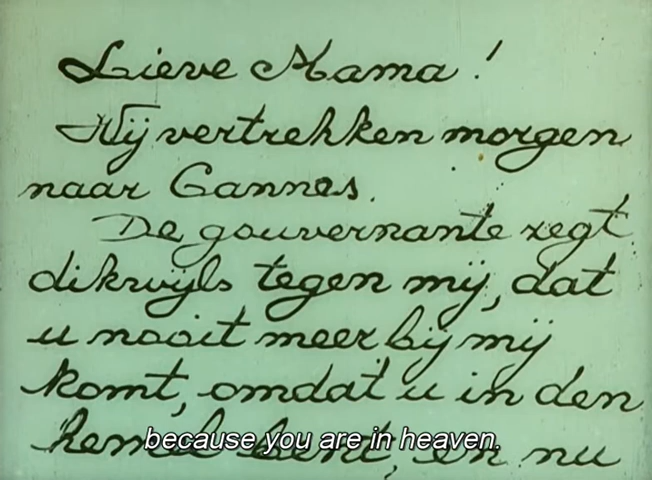 Lieve Mama!
Wij vertrekken morgen
naar Cannes.
De gouvernante zegt
dikwijls tegen mij, dat
u nooit meer bij mij
komt, omdat u in den
hemel bent, en nu
because you are in heaven.